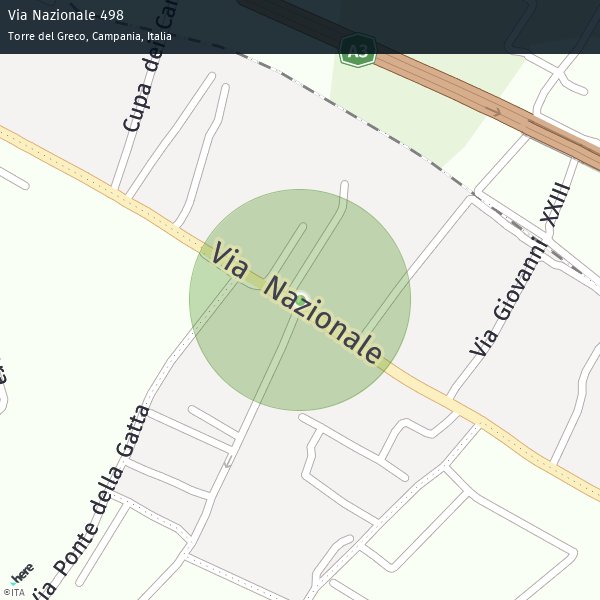 Via Nazionale 498
Torre del Greco, Campania, Italia
A3
Via Nazionale
Via Giovanni XXIII
Via Ponte della Gatta
here
©ITA